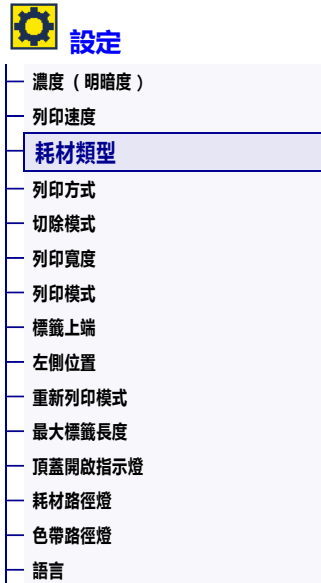 設定
濃度（明暗度）
列印速度
耗材類型
列印方式
切除模式
列印寬度
列印模式
標籤上端
左側位置
重新列印模式
最大標籤長度
頂蓋開啟指示燈
耗材路徑燈
色帶路徑燈
語言